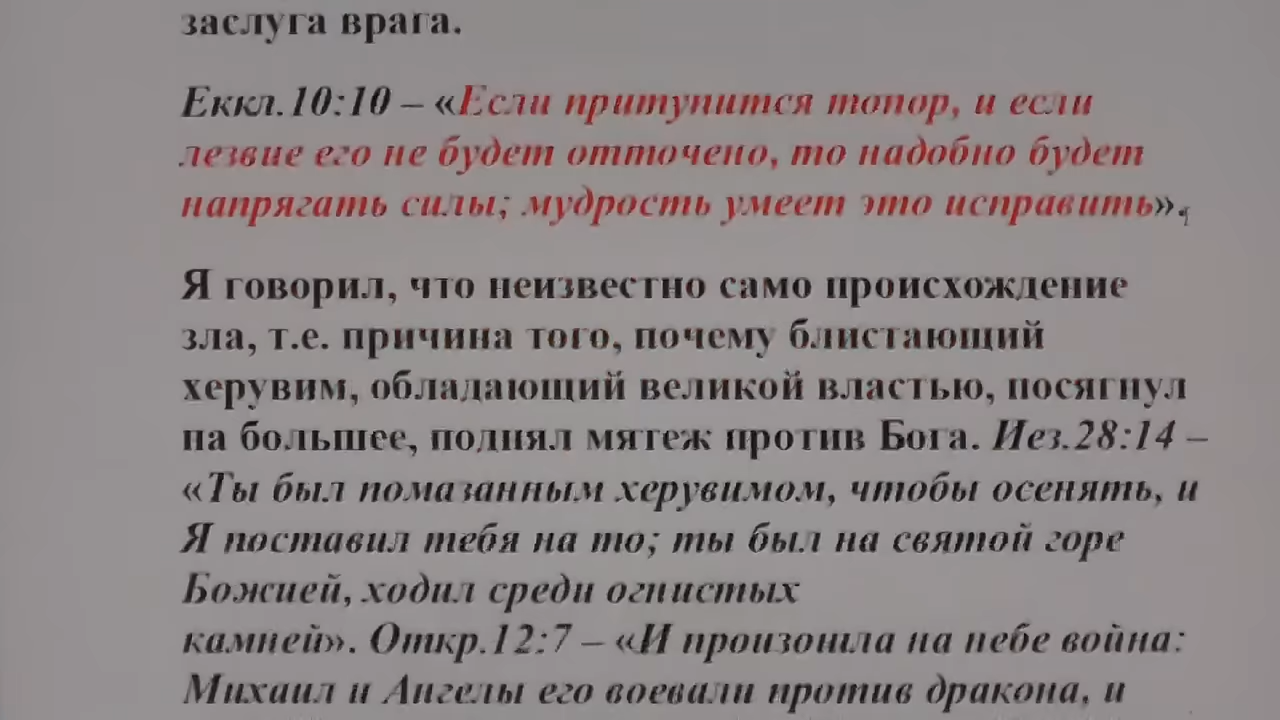 заслуга врага.
Еккл.10:10 – «Если притупится топор, и если
лезвие его не будет отточено, то надобно будет
напрягать силы; мудрость умеет это исправить».
Я говорил, что неизвестно само происхождение
зла, т.е. причина того, почему блистающий
херувим, обладающий великой властью, посягнул
на большее, поднял мятеж против Бога. Иез.28:14 –
«Ты был помазанным херувимом, чтобы осенять, и
Я поставил тебя на то; ты был на святой горе
Божией, ходил среди огнистых
камней». Откр.12:7 – «И произошла на небе война:
Михаил и Ангелы его воевали против дракона, и